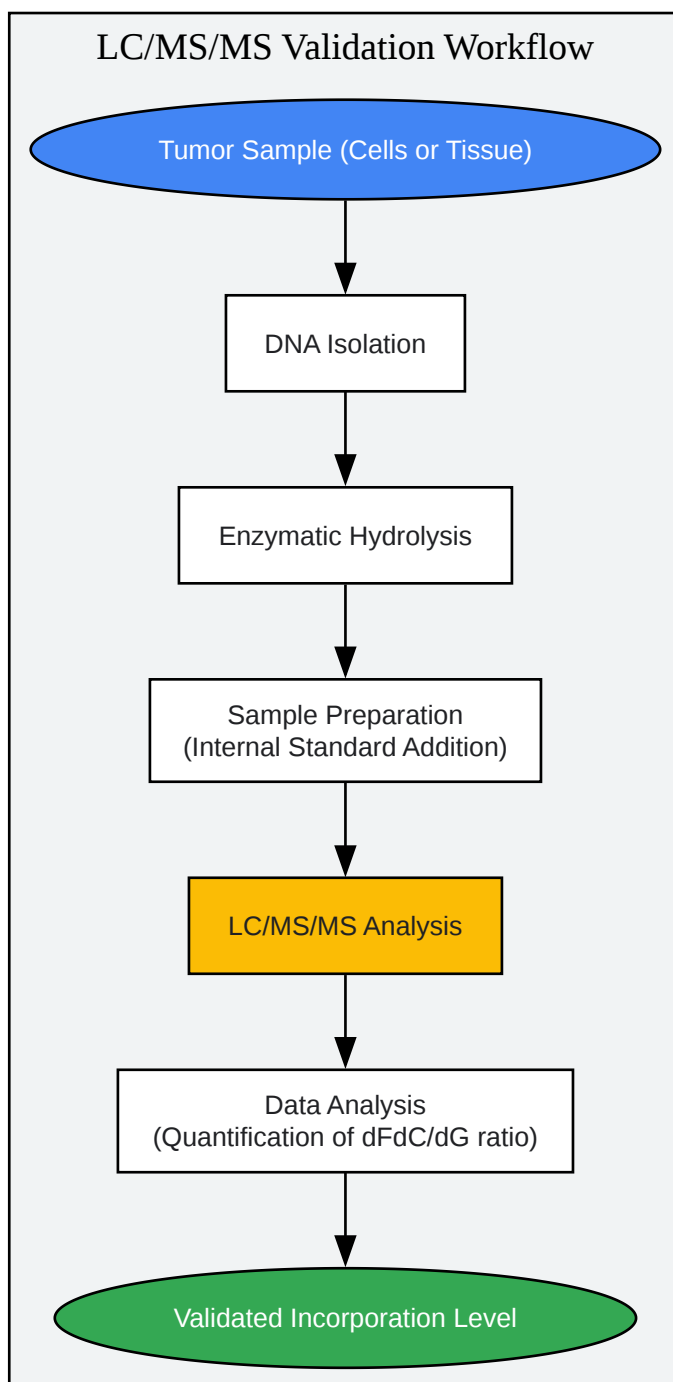 LC/MS/MS Validation Workflow
Tumor Sample (Cells or Tissue)
DNA Isolation
Enzymatic Hydrolysis
Sample Preparation
(Internal Standard Addition)
LC/MS/MS Analysis
Data Analysis
(Quantification of dFdC/dG ratio)
Validated Incorporation Level